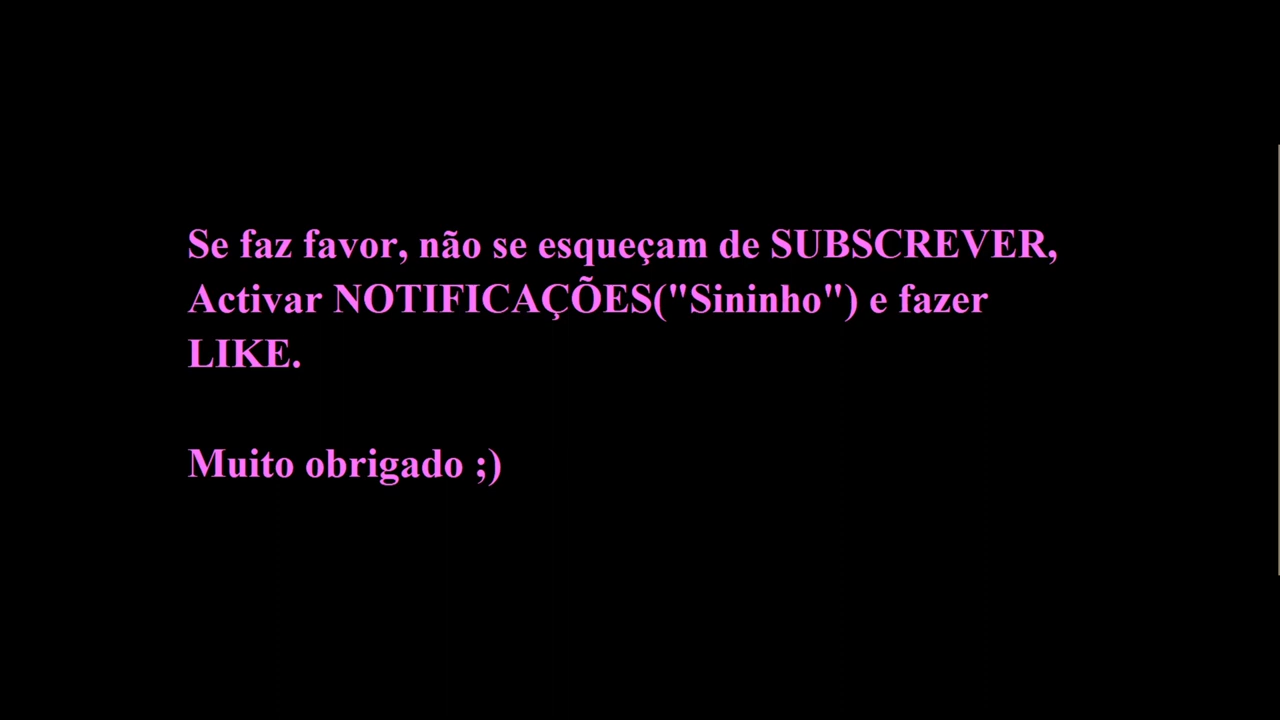 Se faz favor, não se esqueçam de SUBSCREVER,
Activar NOTIFICAÇÕES("Sininho") e fazer
LIKE.
Muito obrigado ;)